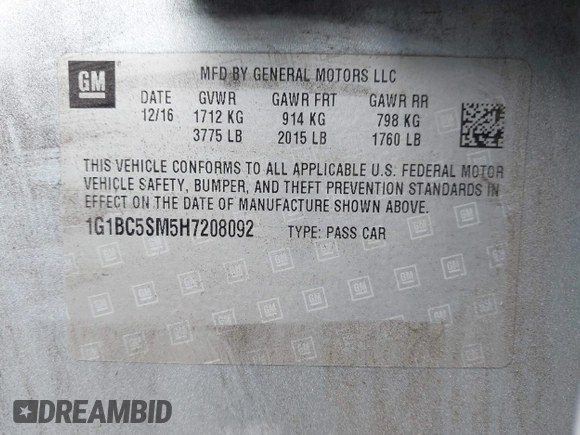 GM
MFD BY GENERAL MOTORS LLC
DATE GVWR GAWR FRT GAWR RR
12/16 1712 KG 914 KG 798 KG
3775 LB 2015 LB 1760 LB
THIS VEHICLE CONFORMS TO ALL APPLICABLE U.S. FEDERAL MOTOR
VEHICLE SAFETY, BUMPER, AND THEFT PREVENTION STANDARDS IN
EFFECT ON THE DATE OF MANUFACTURE SHOWN ABOVE.
1G1BC5SM5H7208092 TYPE: PASS CAR
DREAMBID